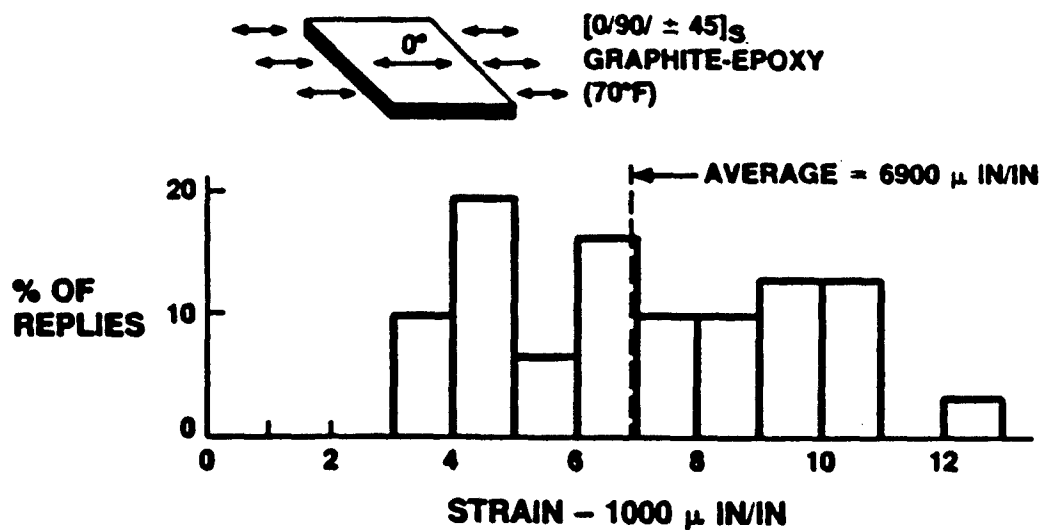 [0/90/ ± 45]S
GRAPHITE-EPOXY
(70°F)
0°
AVERAGE = 6900 μ IN/IN
20
% OF
REPLIES
10
0
0 2 4 6 8 10 12
STRAIN – 1000 μ IN/IN